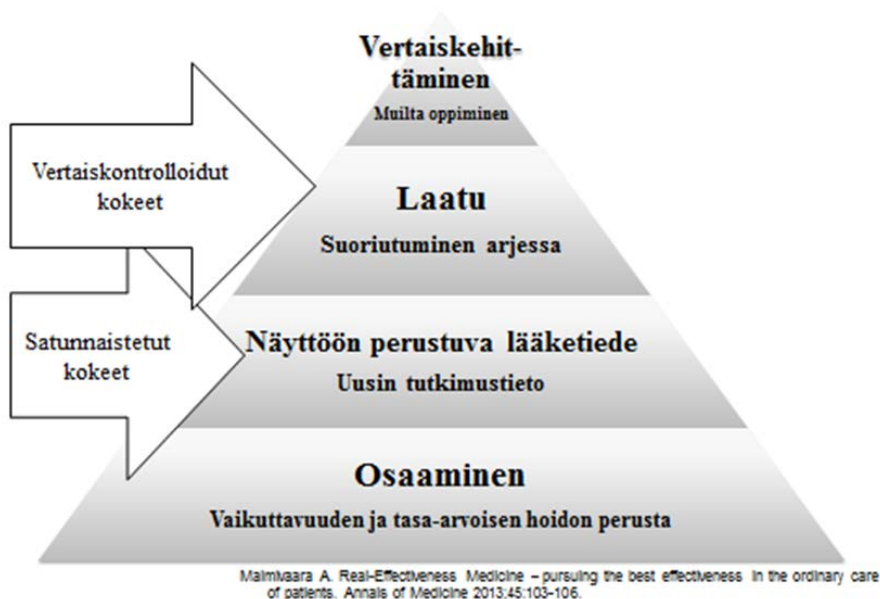 Vertaiskehit-
täminen
Muilta oppiminen
Vertaiskontrolloidut
kokeet
Laatu
Suoriutuminen arjessa
Satunnaistetut
kokeet
Näyttöön perustuva lääketiede
Uusin tutkimustieto
Osaaminen
Vaikuttavuuden ja tasa-arvoisen hoidon perusta
Malmivaara A. Real-Effectiveness Medicine – pursuing the best effectiveness in the ordinary care
of patients. Annals of Medicine 2013:45:103-106.